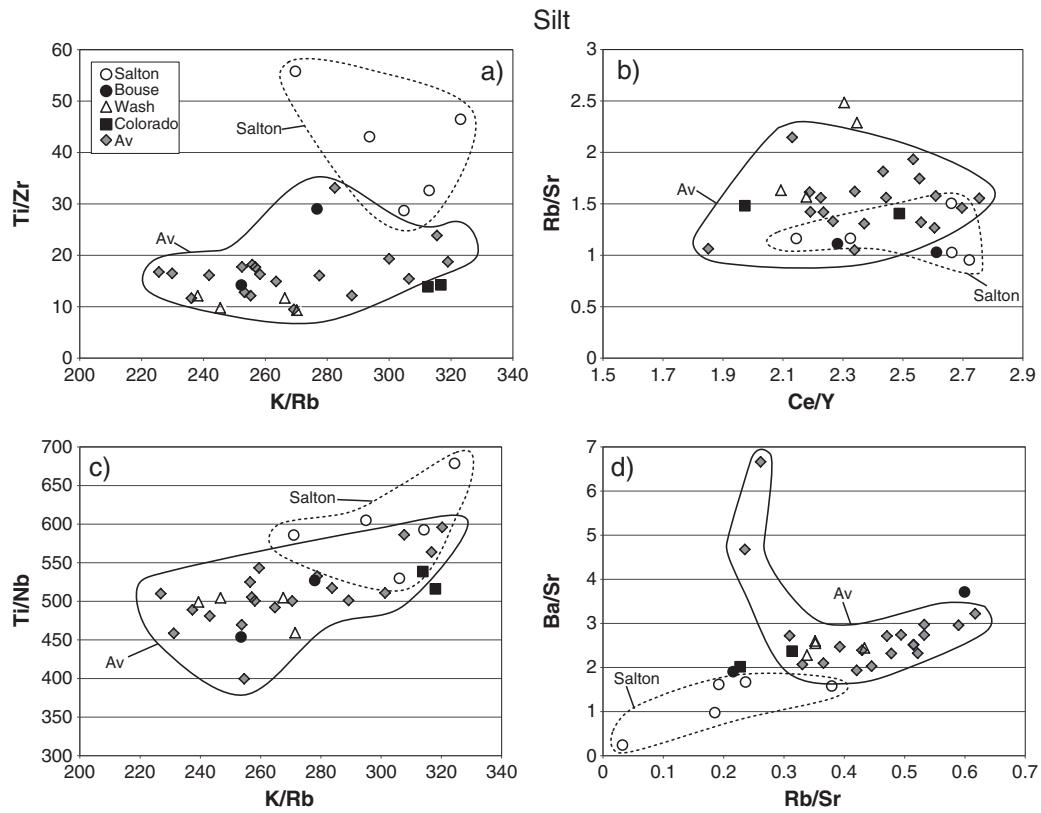 Silt
a)
60
50
40
30
20
10
0
Ti/Zr
Salton
Bouse
Wash
Colorado
Av
Salton
Av
200 220 240 260 280 300 320 340
K/Rb
b)
3
2.5
2
1.5
1
0.5
0
Rb/Sr
Av
Salton
1.5 1.7 1.9 2.1 2.3 2.5 2.7 2.9
Ce/Y
c)
700
650
600
550
500
450
400
350
300
Ti/Nb
Salton
Av
200 220 240 260 280 300 320 340
K/Rb
d)
7
6
5
4
3
2
1
0
Ba/Sr
Av
Salton
0 0.1 0.2 0.3 0.4 0.5 0.6 0.7
Rb/Sr